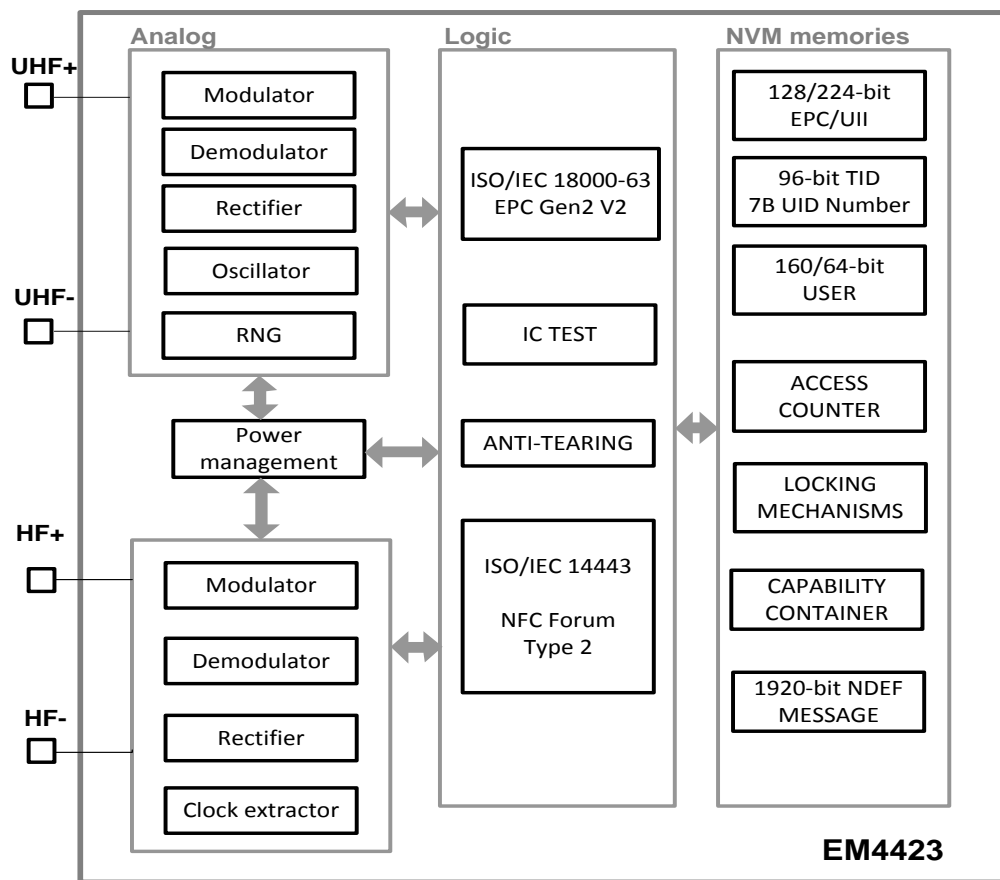 Analog
Logic
NVM memories
UHF+
UHF-
HF+
HF-
Modulator
Demodulator
Rectifier
Oscillator
RNG
Power
management
Modulator
Demodulator
Rectifier
Clock extractor
ISO/IEC 18000-63
EPC Gen2 V2
IC TEST
ANTI-TEARING
ISO/IEC 14443
NFC Forum
Type 2
128/224-bit
EPC/UII
96-bit TID
7B UID Number
160/64-bit
USER
ACCESS
COUNTER
LOCKING
MECHANISMS
CAPABILITY
CONTAINER
1920-bit NDEF
MESSAGE
EM4423